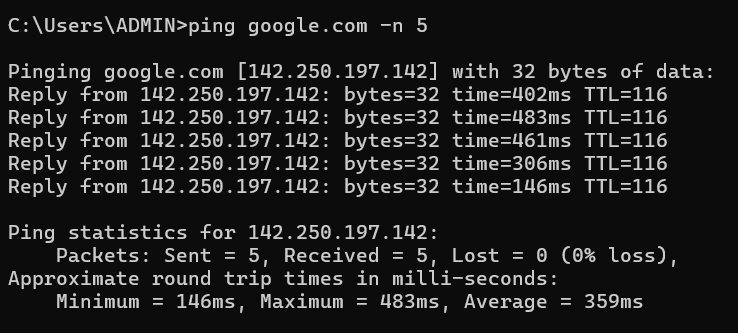 C:\Users\ADMIN>ping google.com -n 5
Pinging google.com [142.250.197.142] with 32 bytes of data:
Reply from 142.250.197.142: bytes=32 time=402ms TTL=116
Reply from 142.250.197.142: bytes=32 time=483ms TTL=116
Reply from 142.250.197.142: bytes=32 time=461ms TTL=116
Reply from 142.250.197.142: bytes=32 time=306ms TTL=116
Reply from 142.250.197.142: bytes=32 time=146ms TTL=116
Ping statistics for 142.250.197.142:
    Packets: Sent = 5, Received = 5, Lost = 0 (0% loss),
Approximate round trip times in milli-seconds:
    Minimum = 146ms, Maximum = 483ms, Average = 359ms